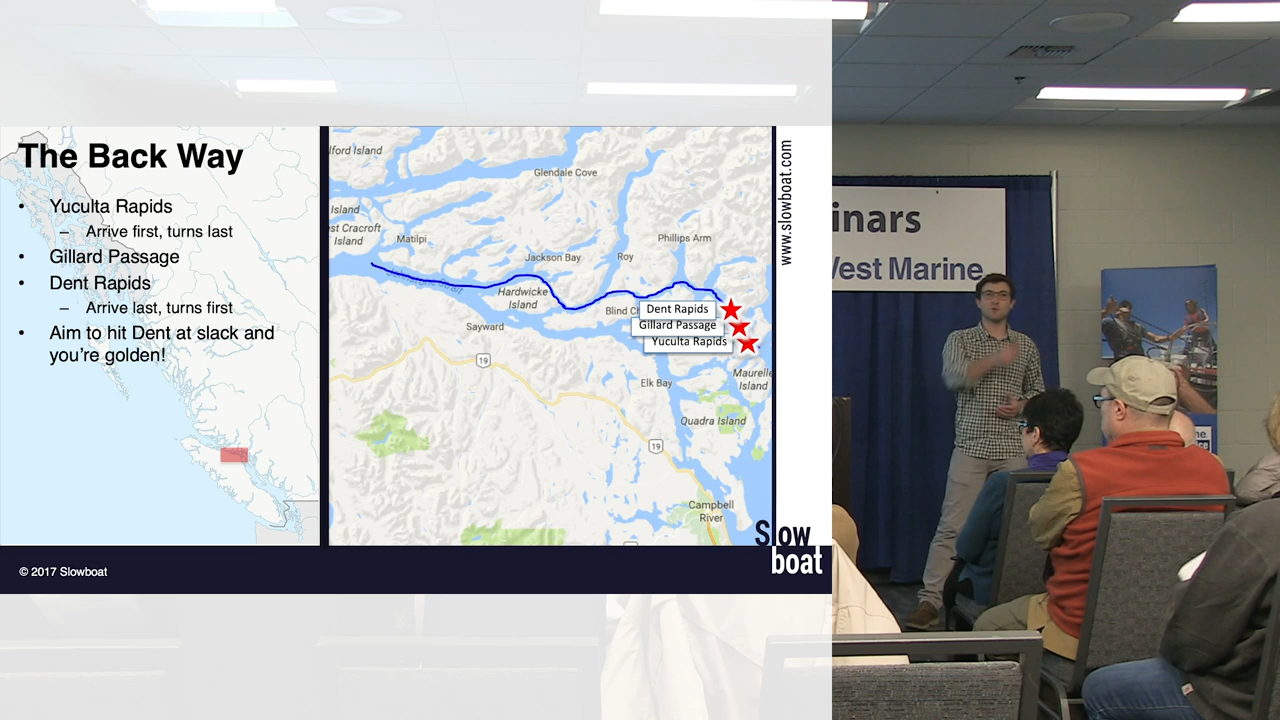 The Back Way
• Yuculta Rapids
– Arrive first, turns last
• Gillard Passage
• Dent Rapids
– Arrive last, turns first
• Aim to hit Dent at slack and
you're golden!
Glendale Cove
Island
Island
Matilpi
Phillips Arm
Jackson Bay
Roy
Hardwicke
Island
Dent Rapids
Gillard Passage
Yuculta Rapids
Sayward
19
Elk Bay
Maurelle
Island
Quadra Island
19
Campbell
River
www.slowboat.com
Slow
boat
© 2017 Slowboat
inars
West Marine